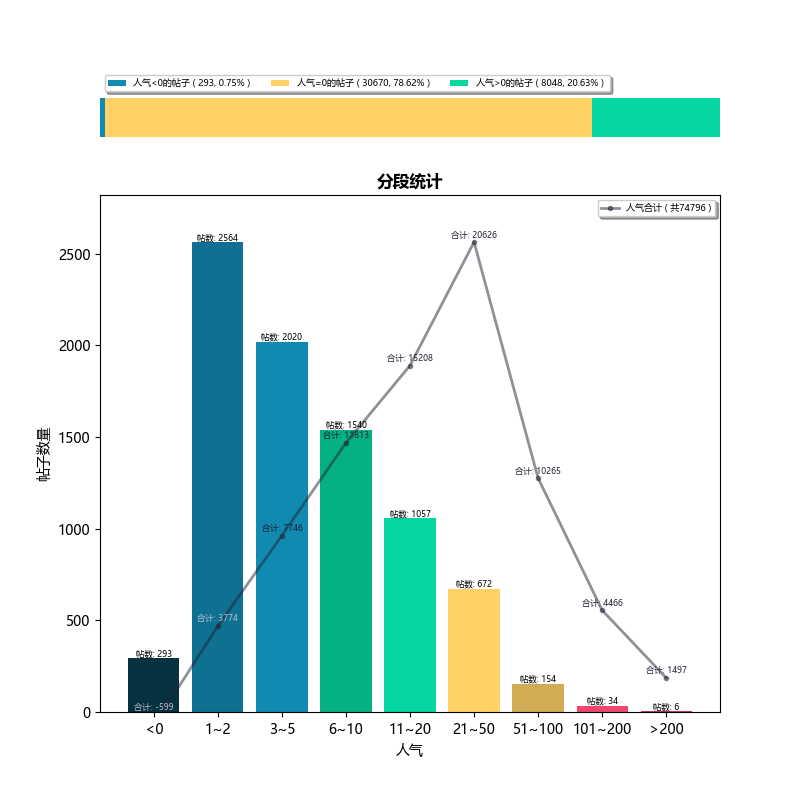 人气<0的帖子 ( 293, 0.75% ) 人气=0的帖子 ( 30670, 78.62% ) 人气>0的帖子 ( 8048, 20.63% )
分段统计
人气合计 ( 共74796 )
合计: 20626
帖数: 2564
2500
帖数: 2020
2000
合计: 15208
帖数: 1540
合计: 11813
1500
合计: 10265
帖数: 1057
合计: 7746
1000
帖数: 672
合计: 4466
合计: 3774
500
合计: 1497
帖数: 293
帖数: 154
帖数: 34
帖数: 6
合计: -599
0
帖子数量
<0 1~2 3~5 6~10 11~20 21~50 51~100 101~200 >200
人气